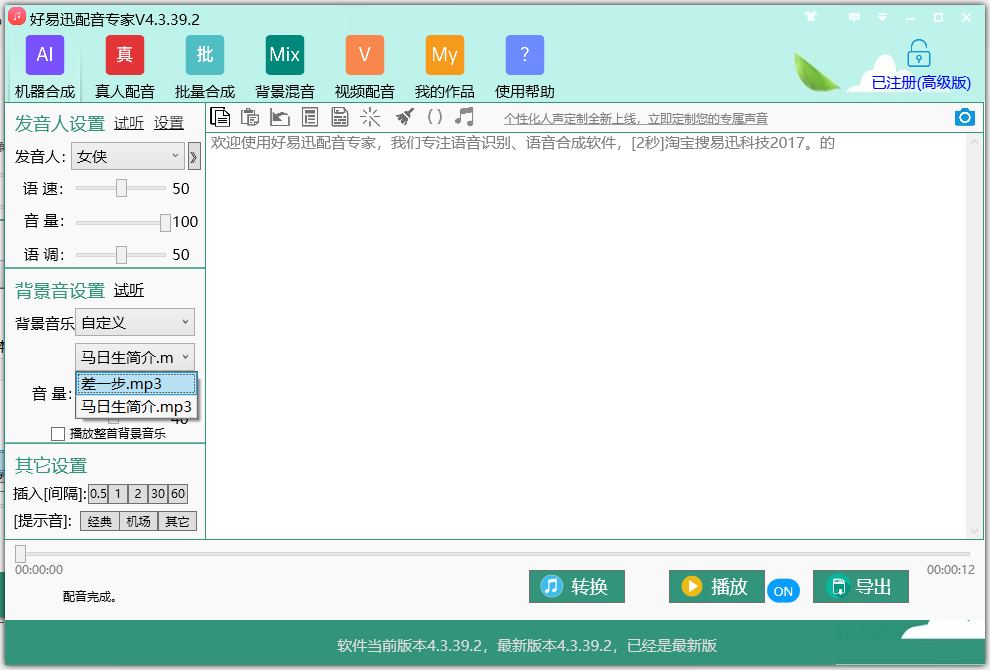 好易迅配音专家V4.3.39.2
AI 真 批 Mix V My ?
机器合成 真人配音 批量合成 背景混音 视频配音 我的作品 使用帮助
已注册(高级版)
发音人设置 试听 设置
个性化人声定制全新上线，立即定制您的专属声音
欢迎使用好易迅配音专家，我们专注语音识别、语音合成软件，[2秒]淘宝搜易迅科技2017。的
发音人: 女侠 》
语 速: 50
音 量: 100
语 调: 50
背景音设置 试听
背景音乐 自定义
马日生简介.m
差一步.mp3
音 量:
马日生简介.mp3
40
播放整首背景音乐
其它设置
插入[间隔]: 0.5 1 2 30 60
[提示音]: 经典 机场 其它
00:00:00 00:00:12
配音完成。
转换 播放 ON 导出
软件当前版本4.3.39.2，最新版本4.3.39.2，已经是最新版